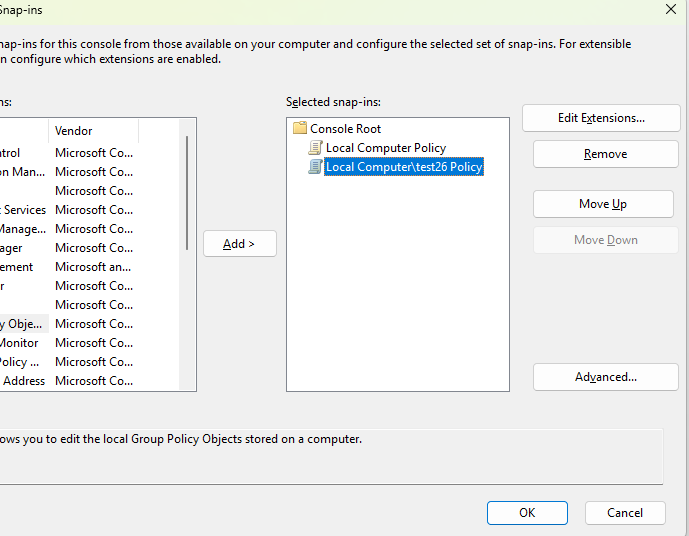 Snap-ins
nap-ins for this console from those available on your computer and configure the selected set of snap-ins. For extensible
n configure which extensions are enabled.
ns:
Selected snap-ins:
Vendor
trol Microsoft Co...
on Man... Microsoft Co...
Microsoft Co...
t Services Microsoft Co...
Manage... Microsoft Co...
ager Microsoft Co...
ement Microsoft an...
r Microsoft Co...
Microsoft Co...
y Obje... Microsoft Co...
Monitor Microsoft Co...
Policy ... Microsoft Co...
Address Microsoft Co...
Add >
Console Root
Local Computer Policy
Local Computer\test26 Policy
Edit Extensions...
Remove
Move Up
Move Down
Advanced...
ows you to edit the local Group Policy Objects stored on a computer.
OK
Cancel